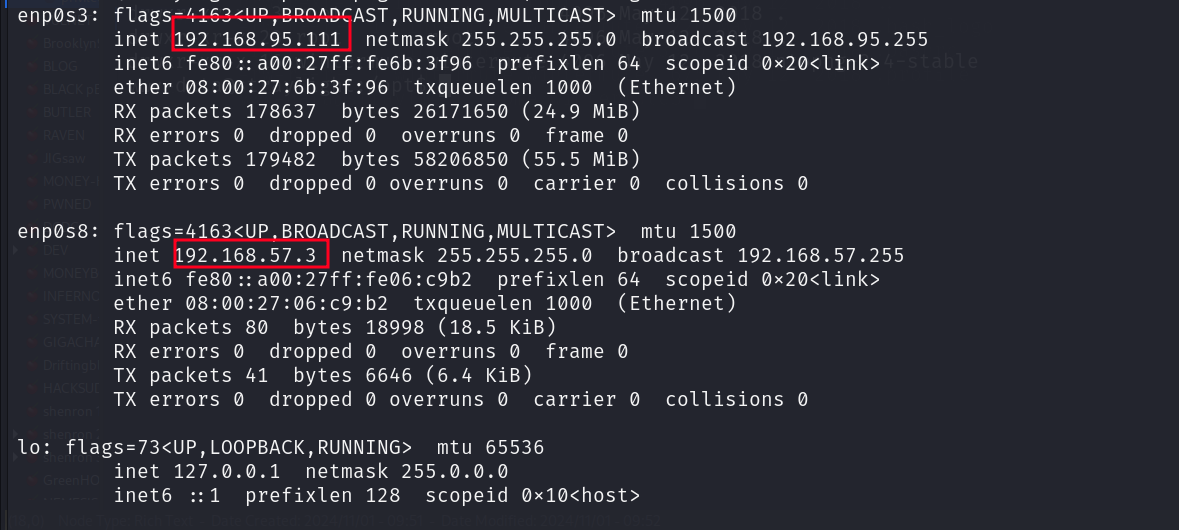 enp0s3: flags=4163<UP,BROADCAST,RUNNING,MULTICAST>  mtu 1500
inet 192.168.95.111  netmask 255.255.255.0  broadcast 192.168.95.255
inet6 fe80::a00:27ff:fe6b:3f96  prefixlen 64  scopeid 0x20<link>
ether 08:00:27:6b:3f:96  txqueuelen 1000  (Ethernet)
RX packets 178637  bytes 26171650 (24.9 MiB)
RX errors 0  dropped 0  overruns 0  frame 0
TX packets 179482  bytes 58206850 (55.5 MiB)
TX errors 0  dropped 0 overruns 0  carrier 0  collisions 0
enp0s8: flags=4163<UP,BROADCAST,RUNNING,MULTICAST>  mtu 1500
inet 192.168.57.3  netmask 255.255.255.0  broadcast 192.168.57.255
inet6 fe80::a00:27ff:fe06:c9b2  prefixlen 64  scopeid 0x20<link>
ether 08:00:27:06:c9:b2  txqueuelen 1000  (Ethernet)
RX packets 80  bytes 18998 (18.5 KiB)
RX errors 0  dropped 0  overruns 0  frame 0
TX packets 41  bytes 6646 (6.4 KiB)
TX errors 0  dropped 0 overruns 0  carrier 0  collisions 0
lo: flags=73<UP,LOOPBACK,RUNNING>  mtu 65536
inet 127.0.0.1  netmask 255.0.0.0
inet6 ::1  prefixlen 128  scopeid 0x10<host>
BLOG
BUTLER
RAVEN
JIGsaw
PWNED
DEV